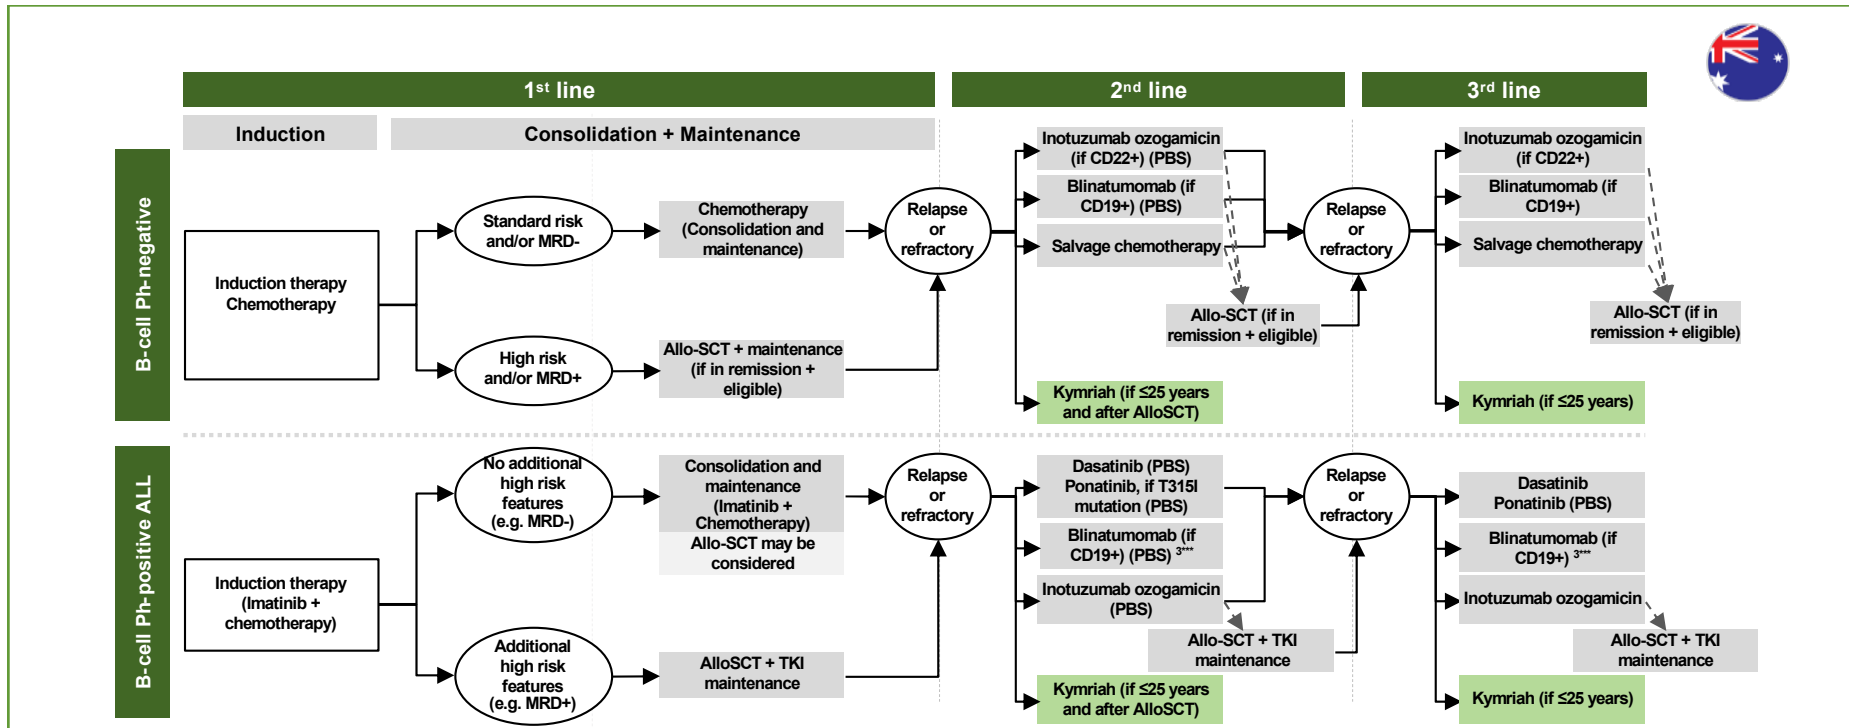 1st line
2nd line
3rd line
Induction
Consolidation + Maintenance
B-cell Ph-negative
Induction therapy
Chemotherapy
Standard risk
and/or MRD-
High risk
and/or MRD+
Chemotherapy
(Consolidation and
maintenance)
Allo-SCT + maintenance
(if in remission +
eligible)
Relapse
or
refractory
Inotuzumab ozogamicin
(if CD22+) (PBS)
Blinatumomab (if
CD19+) (PBS)
Salvage chemotherapy
Allo-SCT (if in
remission + eligible)
Kymriah (if ≤25 years
and after AlloSCT)
Relapse
or
refractory
Inotuzumab ozogamicin
(if CD22+)
Blinatumomab (if
CD19+)
Salvage chemotherapy
Allo-SCT (if in
remission + eligible)
Kymriah (if ≤25 years)
B-cell Ph-positive ALL
Induction therapy
(Imatinib +
chemotherapy)
No additional
high risk
features
(e.g. MRD-)
Additional
high risk
features
(e.g. MRD+)
Consolidation and
maintenance
(Imatinib +
Chemotherapy)
Allo-SCT may be
considered
AlloSCT + TKI
maintenance
Relapse
or
refractory
Dasatinib (PBS)
Ponatinib, if T315I
mutation (PBS)
Blinatumomab (if
CD19+) (PBS) 3***
Inotuzumab ozogamicin
(PBS)
Allo-SCT + TKI
maintenance
Kymriah (if ≤25 years
and after AlloSCT)
Relapse
or
refractory
Dasatinib
Ponatinib (PBS)
Blinatumomab (if
CD19+) 3***
Inotuzumab ozogamicin
Allo-SCT + TKI
maintenance
Kymriah (if ≤25 years)